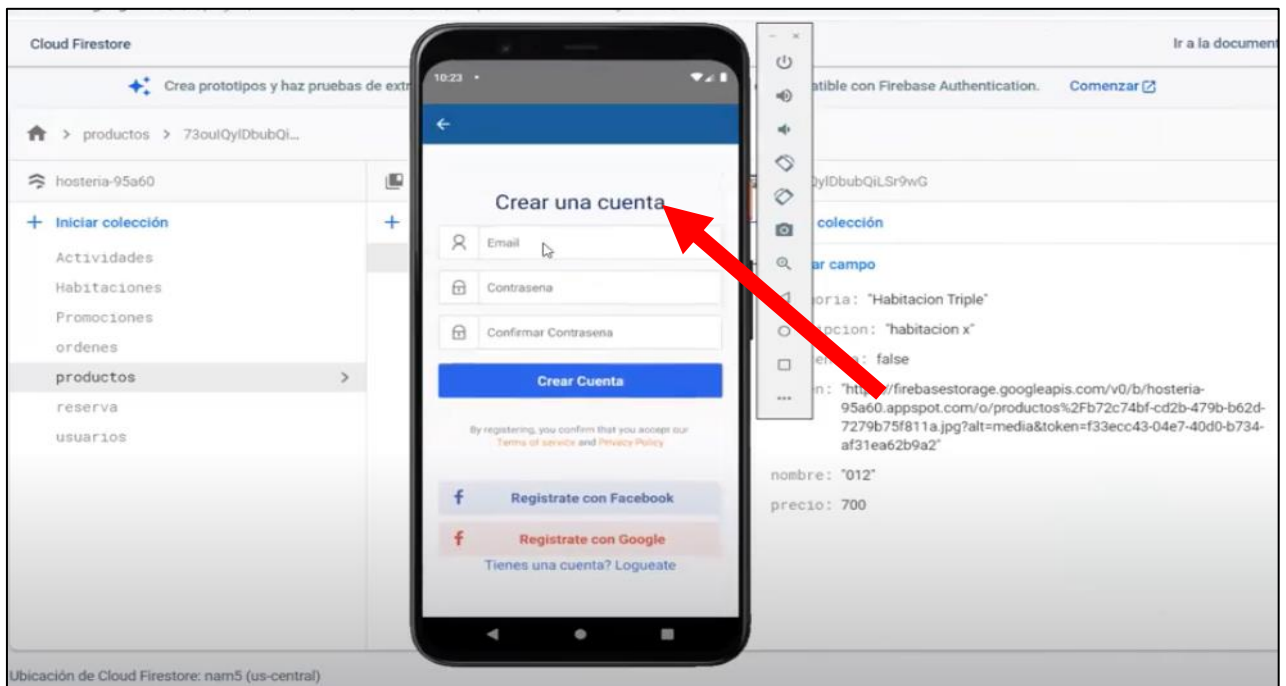 Cloud Firestore
Ir a la document
Crea prototipos y haz pruebas de extr
atible con Firebase Authentication. Comenzar
> productos > 73ouIQylDbubQi...
hosteria-95a60
QylDbubQiLSr9wG
+ Iniciar colección
+
colección
Actividades
Habitaciones
Promociones
ordenes
productos >
reserva
usuarios
10:23
Crear una cuenta
Email
Contrasena
Confirmar Contrasena
Crear Cuenta
By registering, you confirm that you accept our
Terms of service and Privacy Policy
f Registrate con Facebook
f Registrate con Google
Tienes una cuenta? Logueate
ar campo
oria: "Habitacion Triple"
ipcion: "habitacion x"
false
n: "https://firebasestorage.googleapis.com/v0/b/hosteria-
95a60.appspot.com/o/productos%2Fb72c74bf-cd2b-479b-b62d-
7279b75f811a.jpg?alt=media&token=f33ecc43-04e7-40d0-b734-
af31ea62b9a2"
nombre: "012"
precio: 700
Ubicación de Cloud Firestore: nam5 (us-central)